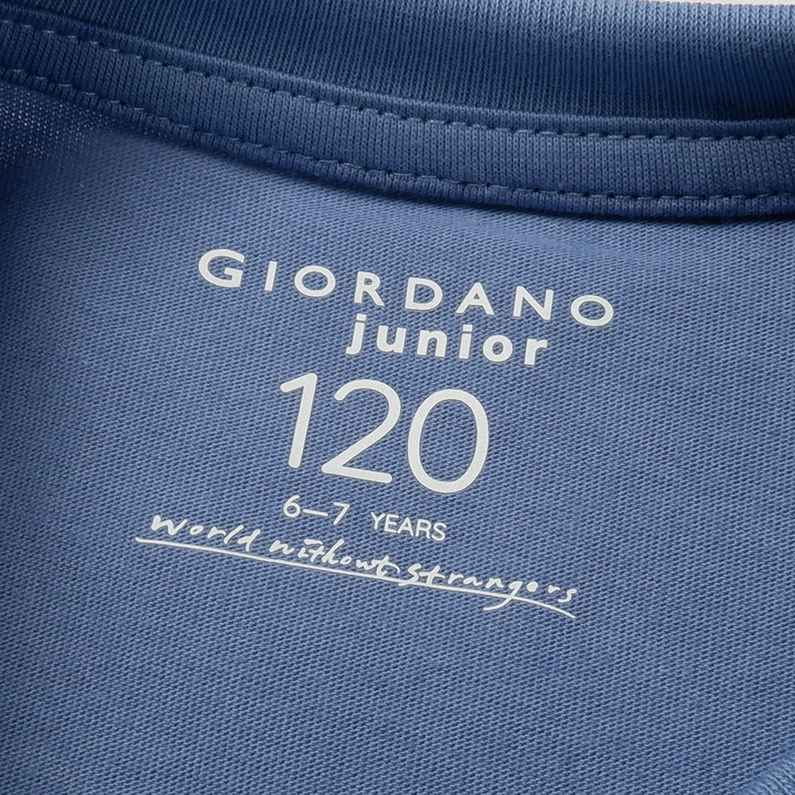 GIORDANO
junior
120
6—7 YEARS
World without strangers